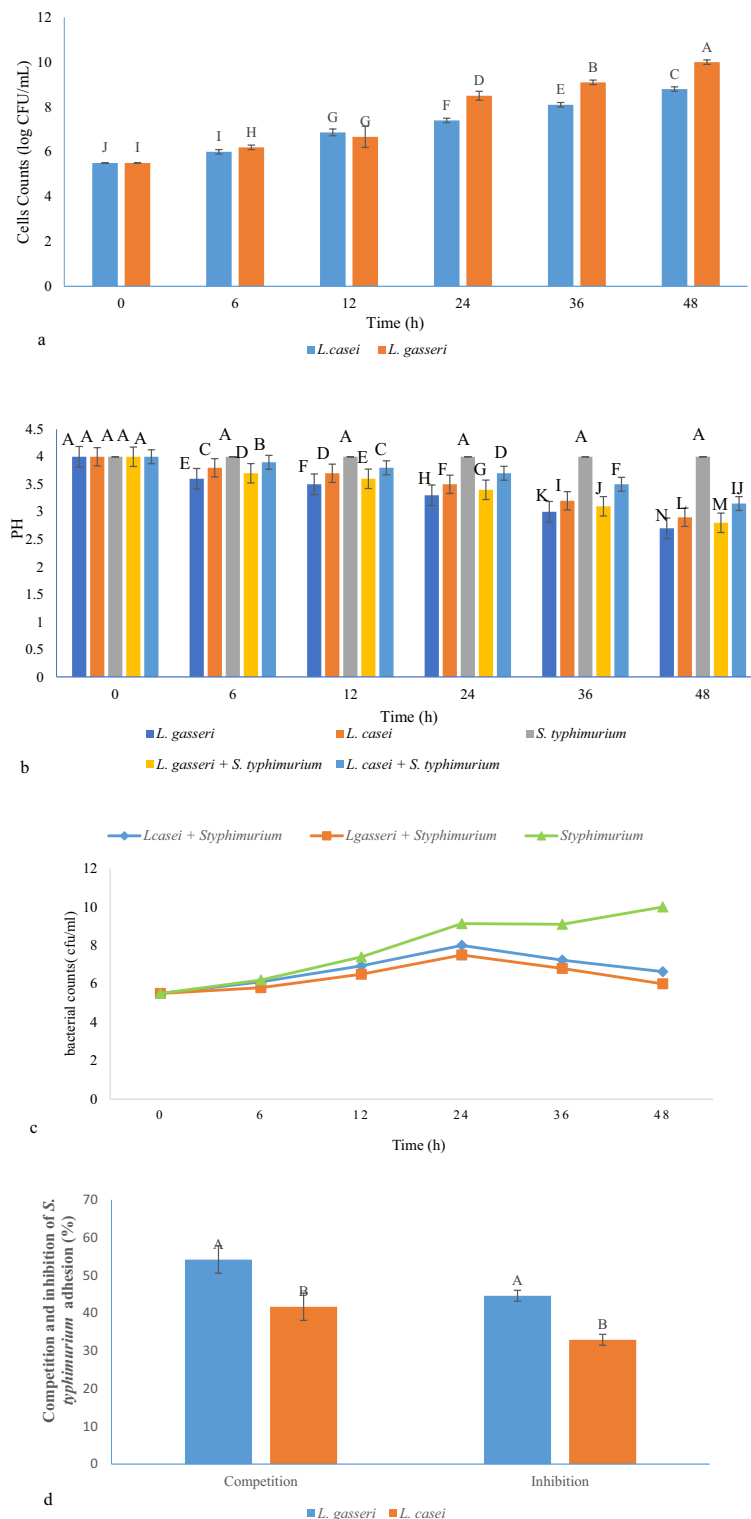 12
10
8
6
4
2
0
Cells Counts (log CFU/mL)
J I I H G G F D E B C A
0 6 12 24 36 48
Time (h)
a
L.casei L. gasseri
4.5
4
3.5
3
2.5
2
1.5
1
0.5
0
PH
A A A A A E C A D B F D A E C H F A G D K I A J F N L A M IJ
0 6 12 24 36 48
Time (h)
L. gasseri L. casei S. typhimurium
b
L. gasseri + S. typhimurium L. casei + S. typhimurium
Lcasei + Styphimurium Lgasseri + Styphimurium Styphimurium
12
10
8
6
4
2
0
bacterial counts( cfu/ml)
0 6 12 24 36 48
c
Time (h)
70
60
50
40
30
20
10
0
Competition and inhibition of S.
typhimurium adhesion (%)
A B A B
Competition Inhibition
d
L. gasseri L. casei